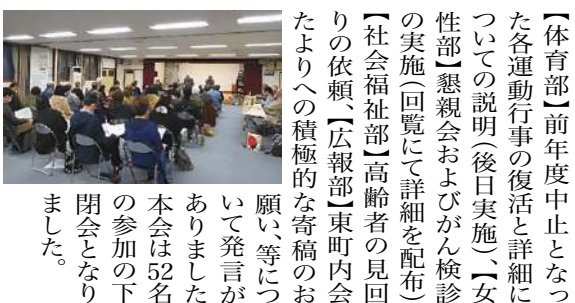 【体育部】前年度中止となっ
た各運動行事の復活と詳細に
ついての説明(後日実施)、【女
性部】懇親会およびがん検診
の実施(回覧にて詳細を配布)
【社会福祉部】高齢者の見回
りの依頼、【広報部】東町内会
たよりへの積極的な寄稿のお
願い、等につ
いて発言が
ありました
本会は52名
の参加の下
閉会となり
ました。